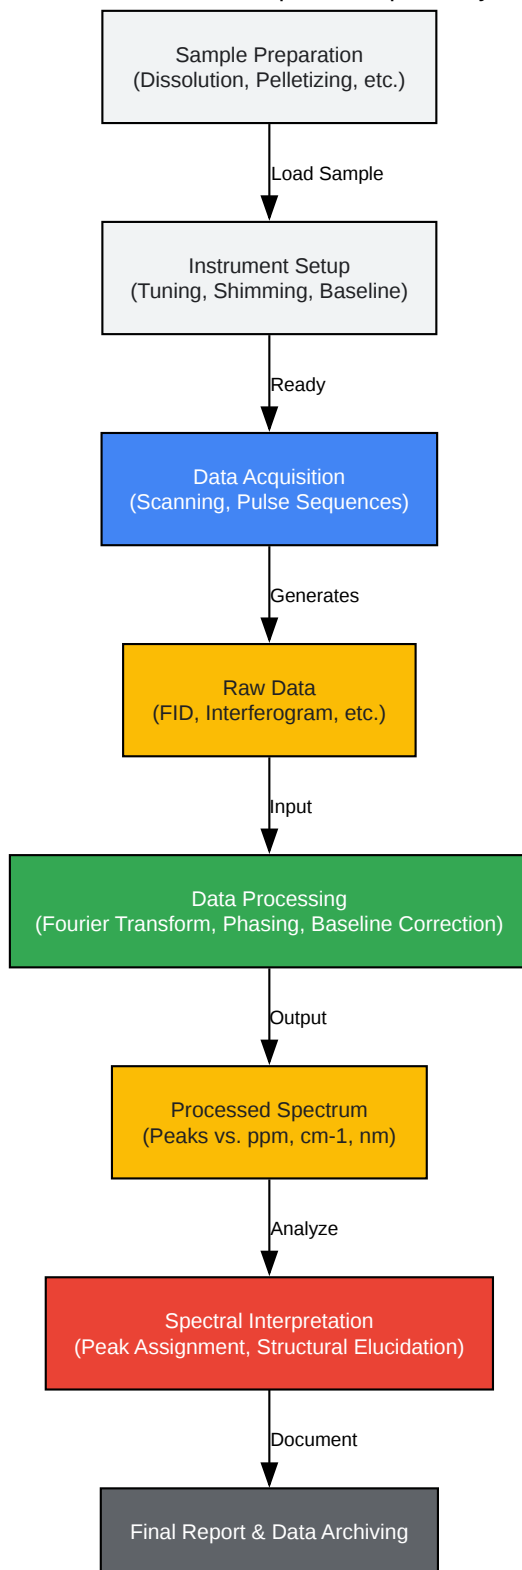 Sample Preparation
(Dissolution, Pelletizing, etc.)
Load Sample
Instrument Setup
(Tuning, Shimming, Baseline)
Ready
Data Acquisition
(Scanning, Pulse Sequences)
Generates
Raw Data
(FID, Interferogram, etc.)
Input
Data Processing
(Fourier Transform, Phasing, Baseline Correction)
Output
Processed Spectrum
(Peaks vs. ppm, cm-1, nm)
Analyze
Spectral Interpretation
(Peak Assignment, Structural Elucidation)
Document
Final Report & Data Archiving